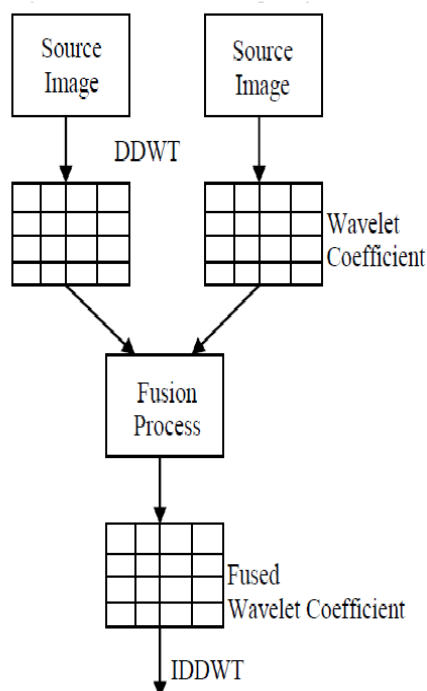 Source
Image
Source
Image
DDWT
Wavelet
Coefficient
Fusion
Process
Fused
Wavelet Coefficient
IDDWT